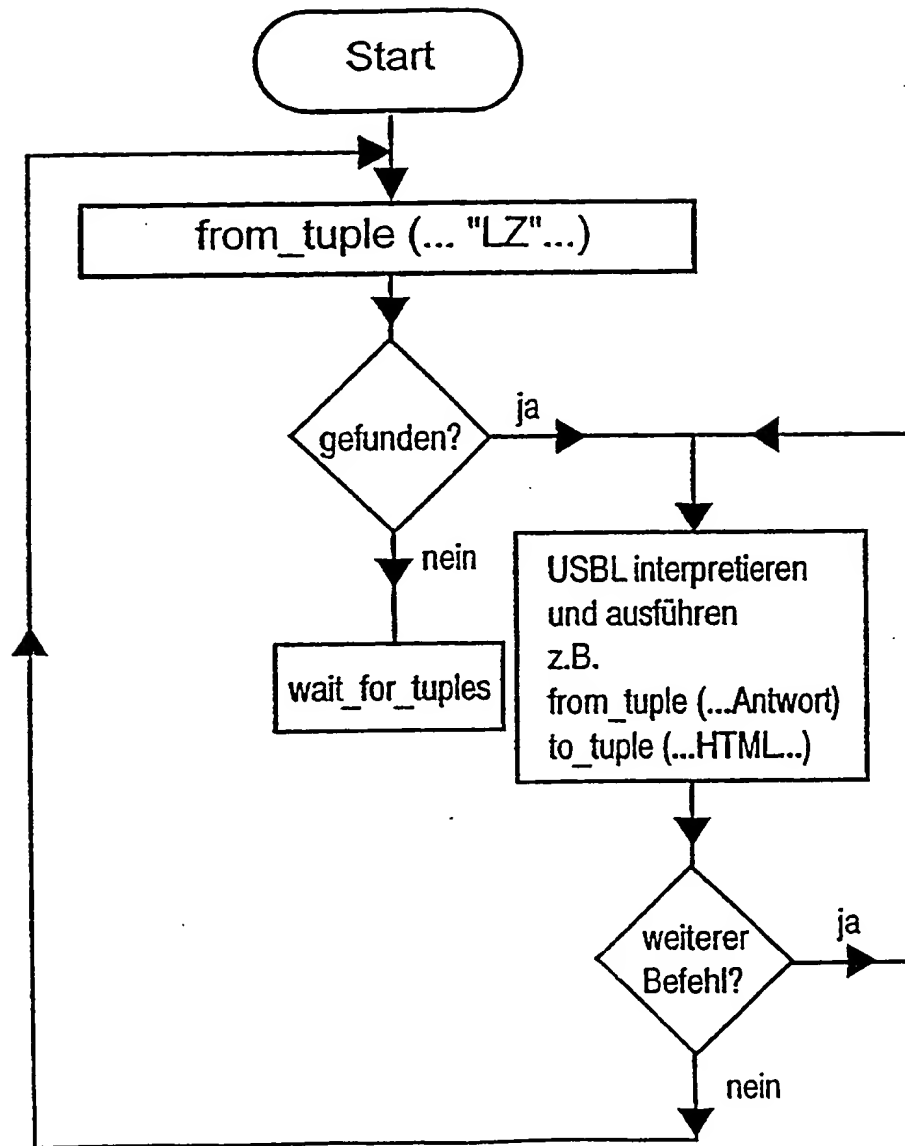 Start
from_tuple (... "LZ"...)
gefunden?
ja
nein
wait_for_tuples
USBL interpretieren
und ausführen
z.B.
from_tuple (...Antwort)
to_tuple (...HTML...)
weiterer
Befehl?
ja
nein